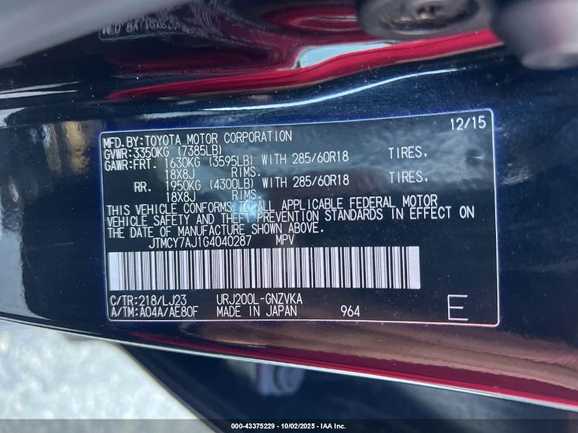 12/15
MFD.BY:TOYOTA MOTOR CORPORATION
GVWR:3350KG (7385LB)
GAWR:FRT. 1630KG (3595LB) WITH 285/60R18 TIRES,
18X8J RIMS.
RR. 1950KG (4300LB) WITH 285/60R18 TIRES,
18X8J RIMS.
THIS VEHICLE CONFORMS TO ALL APPLICABLE FEDERAL MOTOR
VEHICLE SAFETY AND THEFT PREVENTION STANDARDS IN EFFECT ON
THE DATE OF MANUFACTURE SHOWN ABOVE.
JTMCY7AJ1G4040287 MPV
C/TR:218/LJ23 URJ200L-GNZVKA
A/TM:A04A/AE80F MADE IN JAPAN 964 E
000-43375229 - 10/02/2025 - IAA Inc.